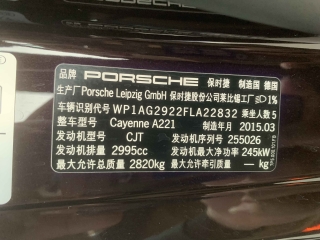 品牌 PORSCHE 保时捷 制造国 德国
生产厂 Porsche Leipzig GmbH 保时捷股份公司莱比锡工厂 1%
车辆识别代号 WP1AG2922FLA22832 乘坐人数 5
整车型号 Cayenne A221 制造年月 2015.03
发动机型号 CJT 发动机序列号 255026
发动机排量 2995cc 发动机最大净功率 245kW
最大允许总质量 2820kg 最大允许牵引质量 — kg